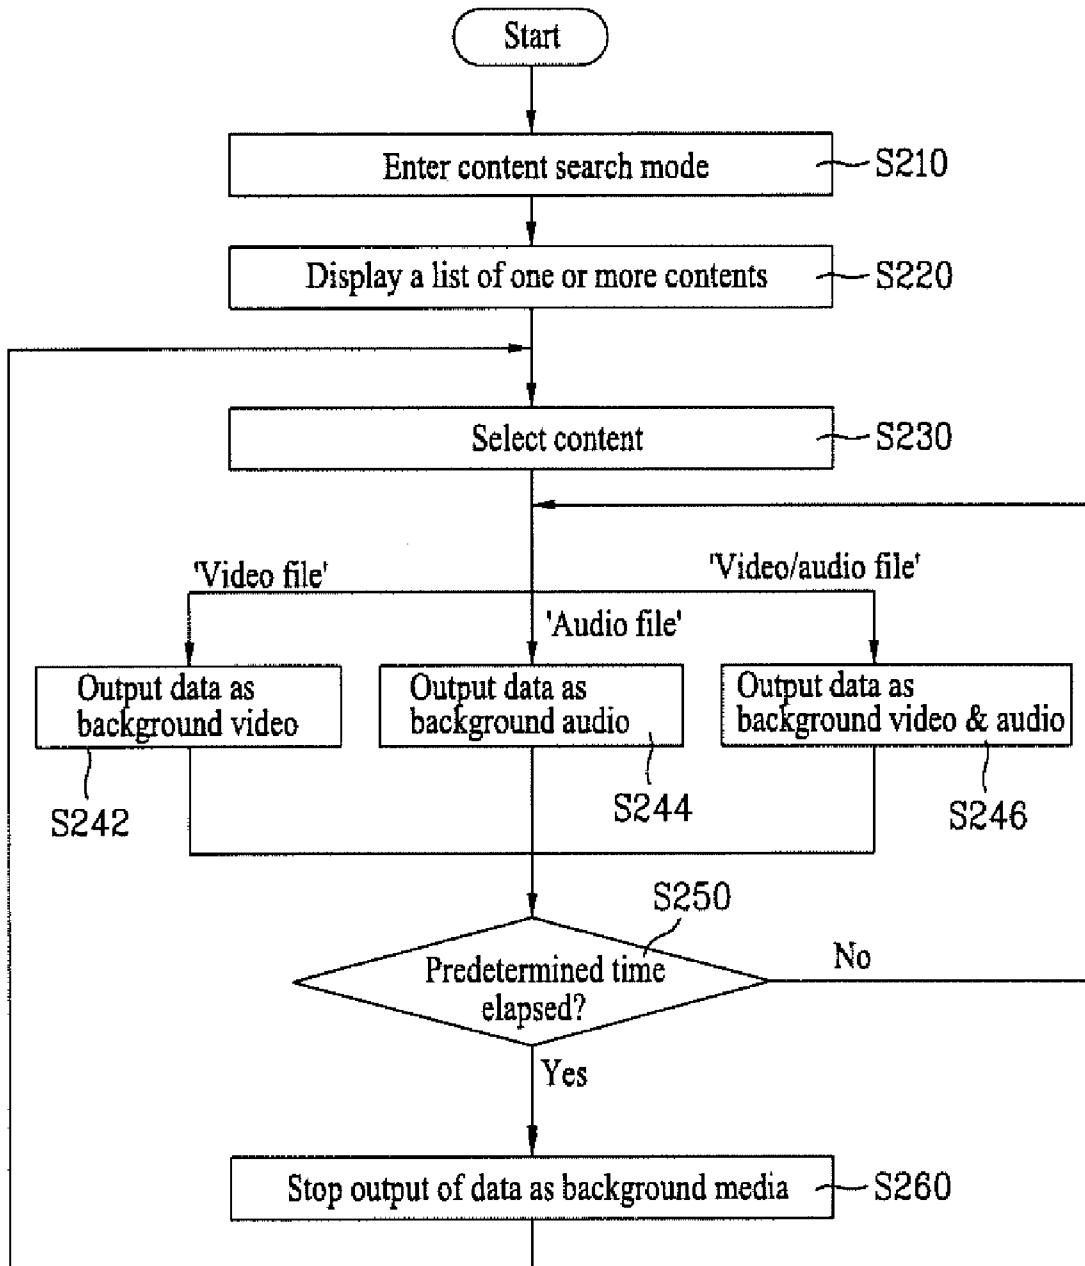 Start
Enter content search mode
S210
Display a list of one or more contents
S220
Select content
S230
'Video file'
'Video/audio file'
'Audio file'
Output data as
background video
Output data as
background audio
Output data as
background video & audio
S242
S244
S246
S250
Predetermined time
elapsed?
No
Yes
Stop output of data as background media
S260